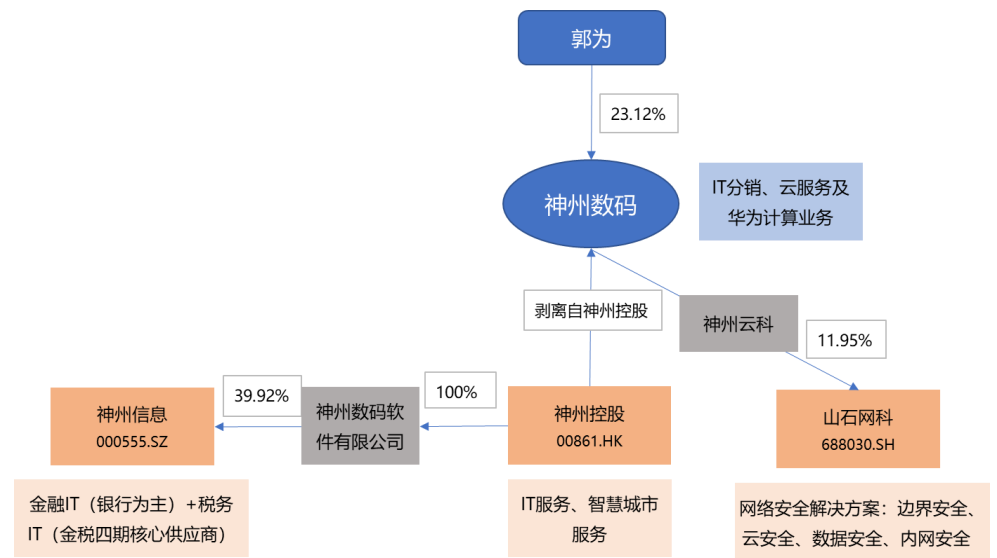 郭为
23.12%
神州数码
IT分销、云服务及
华为计算业务
剥离自神州控股
神州云科
11.95%
神州信息
000555.SZ
39.92%
神州数码软
件有限公司
100%
神州控股
00861.HK
山石网科
688030.SH
金融IT（银行为主）+税务
IT（金税四期核心供应商）
IT服务、智慧城市
服务
网络安全解决方案：边界安全、
云安全、数据安全、内网安全